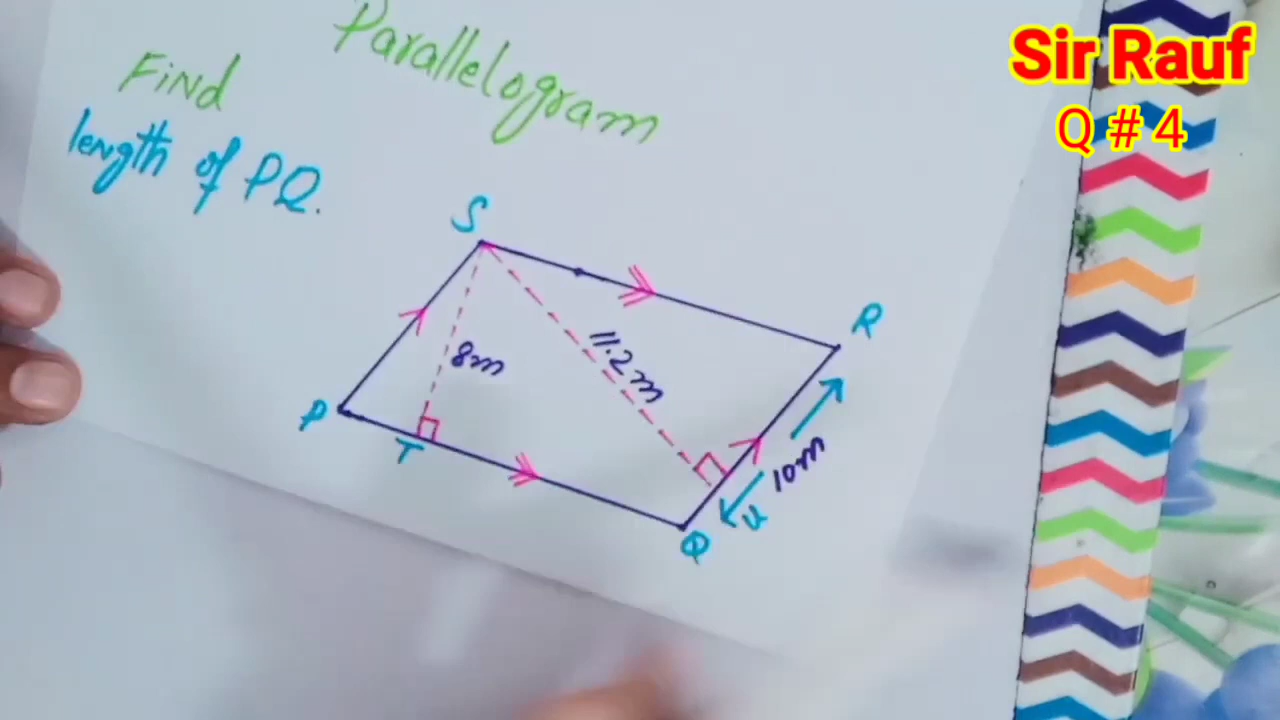 Sir Rauf
Q # 4
Parallelogram
Find
length of PQ.
S
R
8m
11.2m
P
T
10m
Q